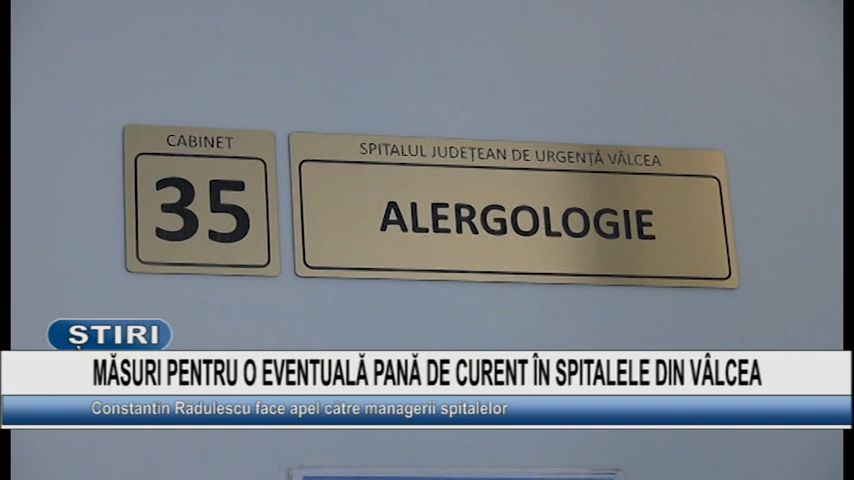 CABINET
35
SPITALUL JUDEȚEAN DE URGENȚĂ VÂLCEA
ALERGOLOGIE
ȘTIRI
MĂSURI PENTRU O EVENTUALĂ PANĂ DE CURENT ÎN SPITALELE DIN VÂLCEA
Constantin Rădulescu face apel către managerii spitalelor